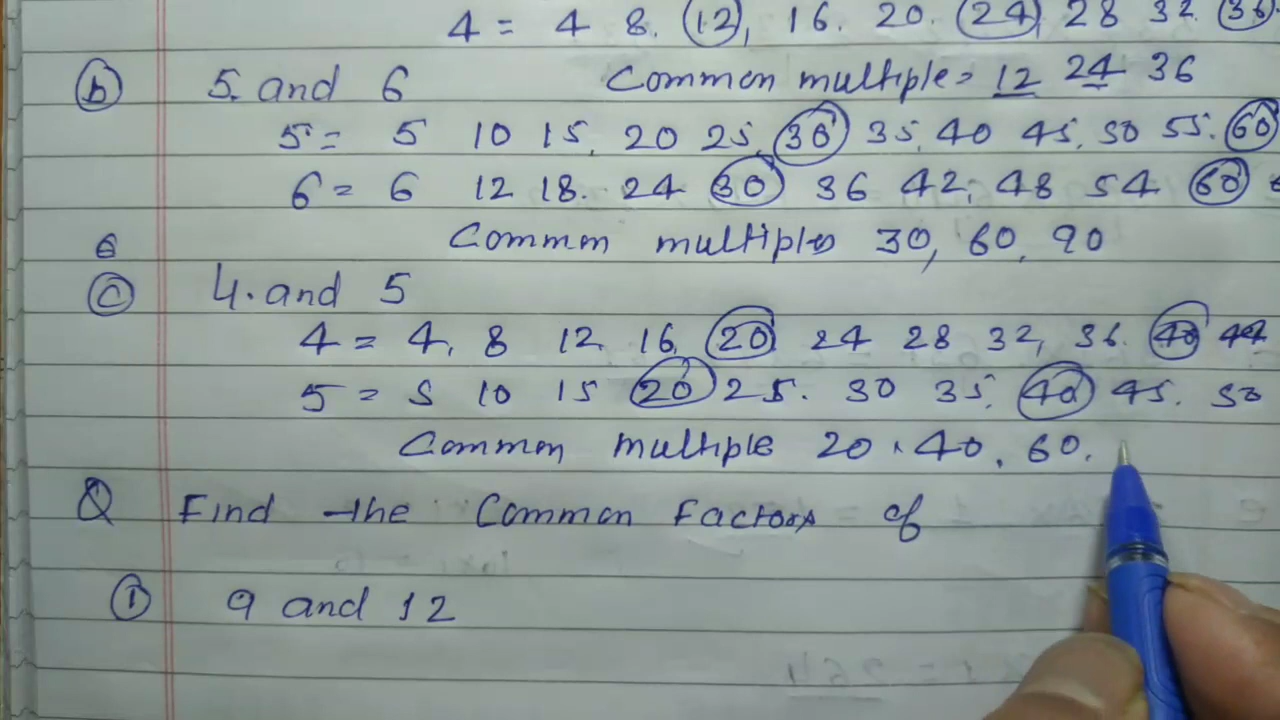 4 = 4 8. 12, 16. 20. 24, 28 32 36
(b) 5. and 6 Common multiple = 12 24 36
5 = 5 10 15, 20 25, 30 35, 40 45, 50 55. 60
6 = 6 12 18. 24 30 36 42, 48 54 60
Common multiples 30, 60, 90
(c) 4. and 5
4 = 4, 8 12 16, 20 24 28 32, 36. 40 44
5 = 5 10 15 20 25. 30 35, 40 45. 50
Common multiple 20, 40, 60.
Q Find the Common Factors of
(1) 9 and 12